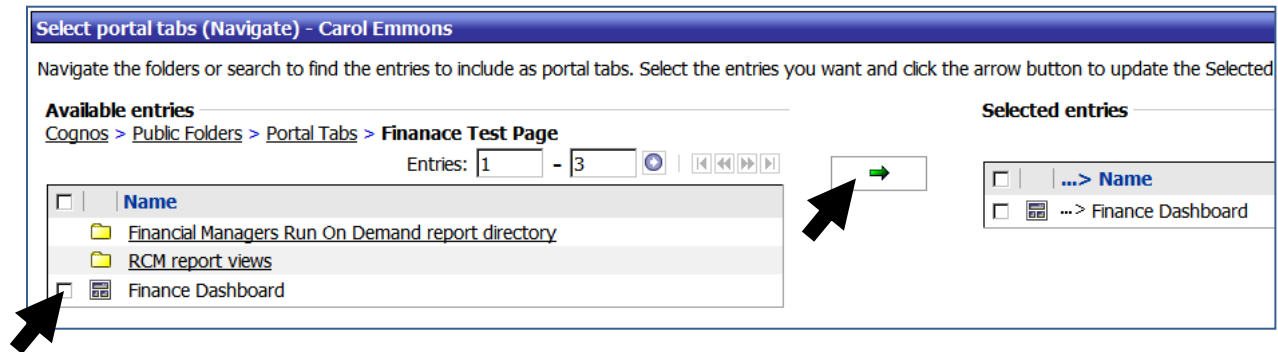 Select portal tabs (Navigate) - Carol Emmons
Navigate the folders or search to find the entries to include as portal tabs. Select the entries you want and click the arrow button to update the Selected
Available entries
Cognos > Public Folders > Portal Tabs > Finanace Test Page
Entries: 1 - 3
Name
Financial Managers Run On Demand report directory
RCM report views
Finance Dashboard
Selected entries
...> Name
...> Finance Dashboard